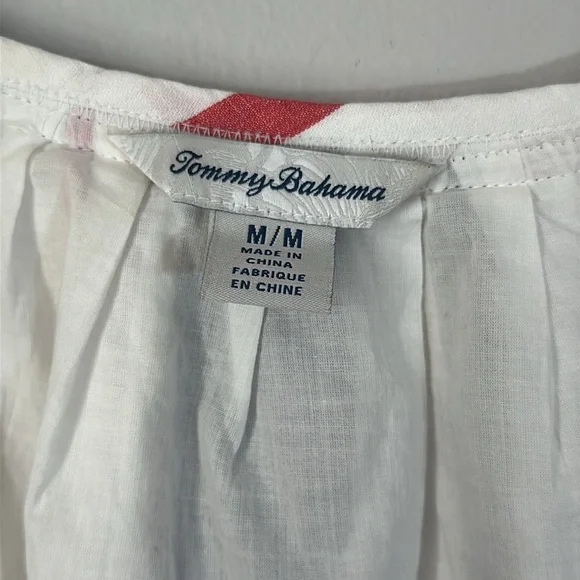 Tommy Bahama
M/M
MADE IN
CHINA
FABRIQUE
EN CHINE